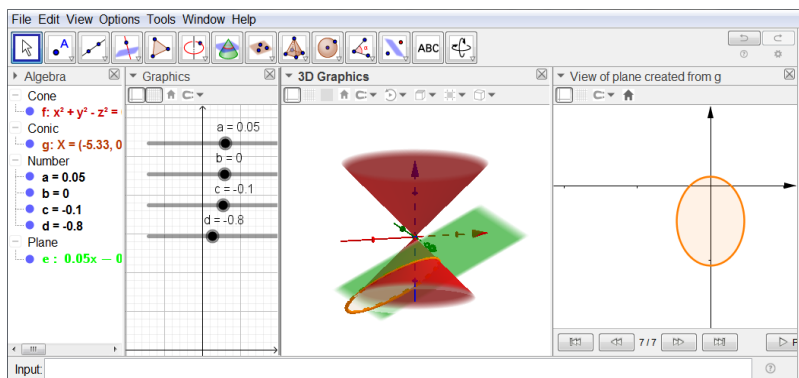 File Edit View Options Tools Window Help
ABC
Algebra
Graphics
3D Graphics
View of plane created from g
Cone
f: x² + y² - z² =
Conic
g: X = (-5.33, 0
Number
a = 0.05
b = 0
c = -0.1
d = -0.8
Plane
e : 0.05x − 0
a = 0.05
b = 0
c = -0.1
d = -0.8
7 / 7
Input: